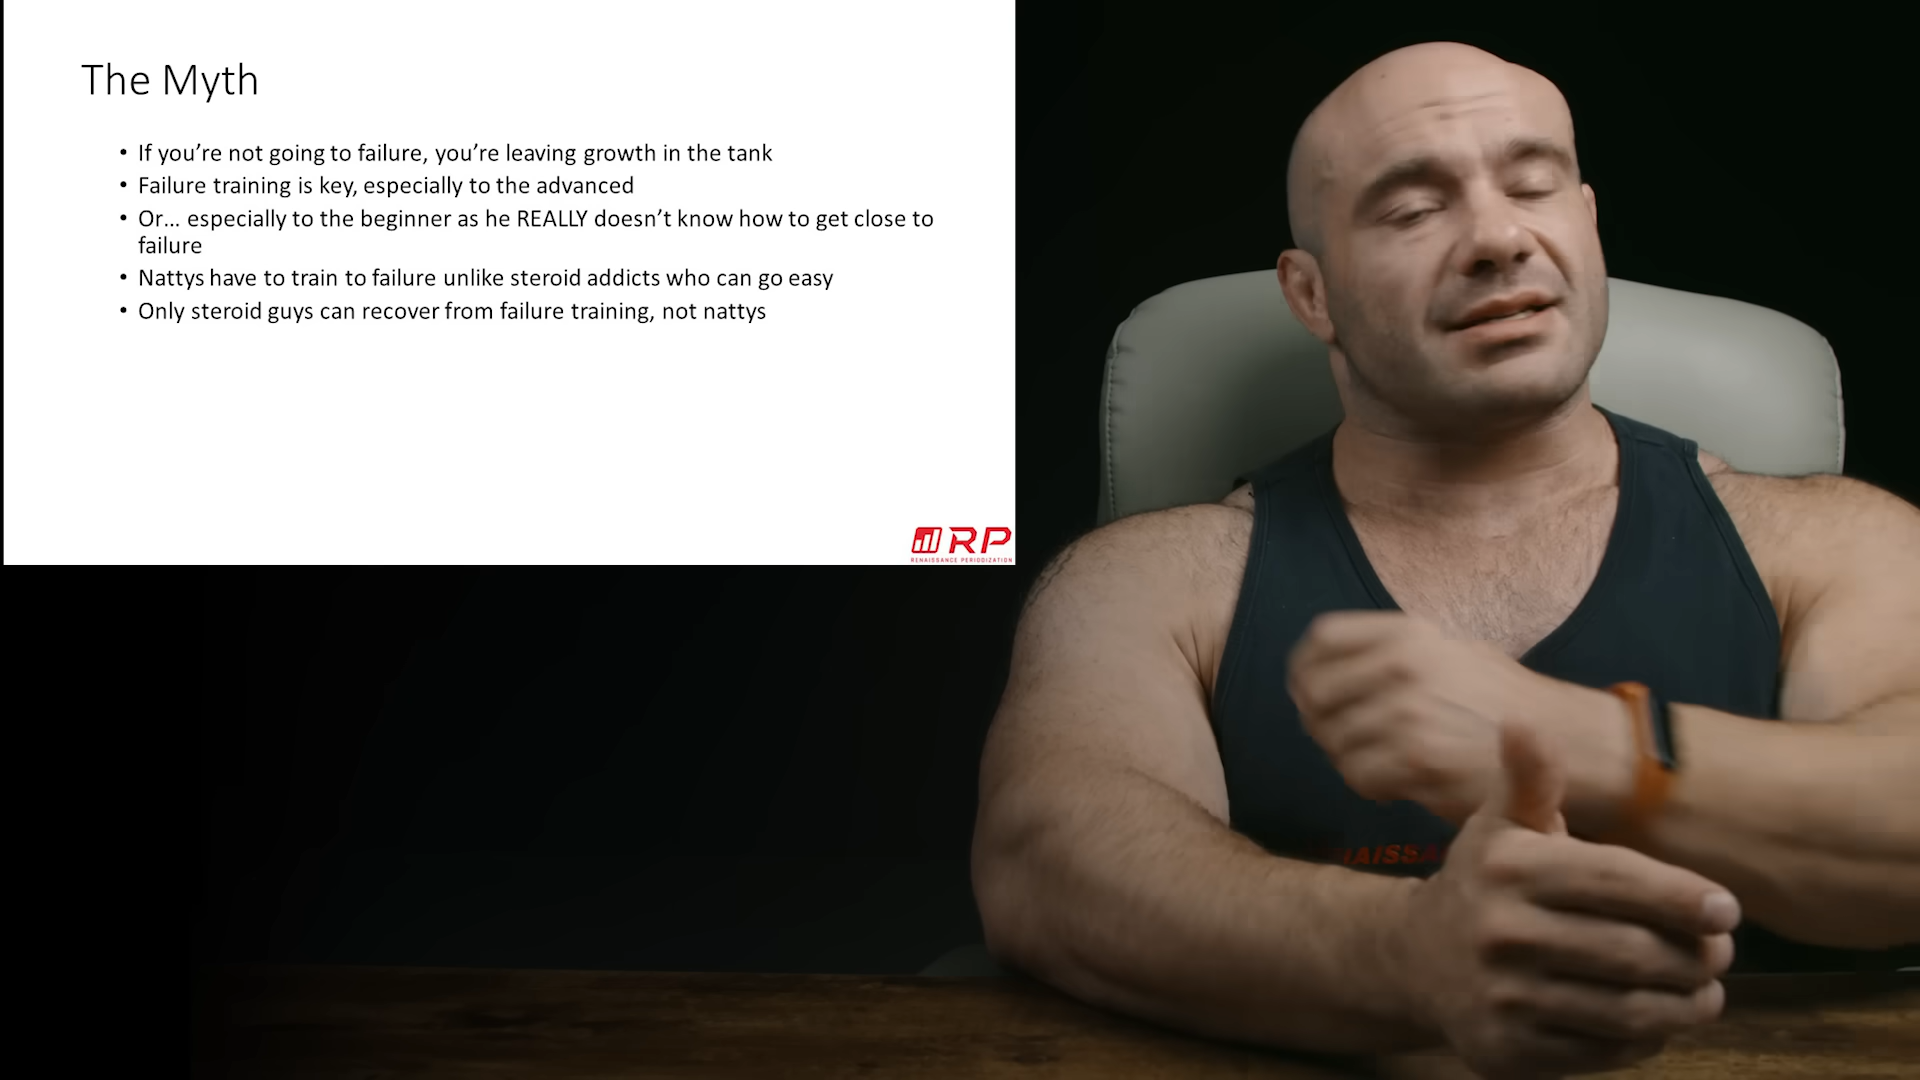 The Myth
• If you’re not going to failure, you’re leaving growth in the tank
• Failure training is key, especially to the advanced
• Or… especially to the beginner as he REALLY doesn’t know how to get close to
failure
• Nattys have to train to failure unlike steroid addicts who can go easy
• Only steroid guys can recover from failure training, not nattys
RP
RENAISSANCE PERIODIZATION